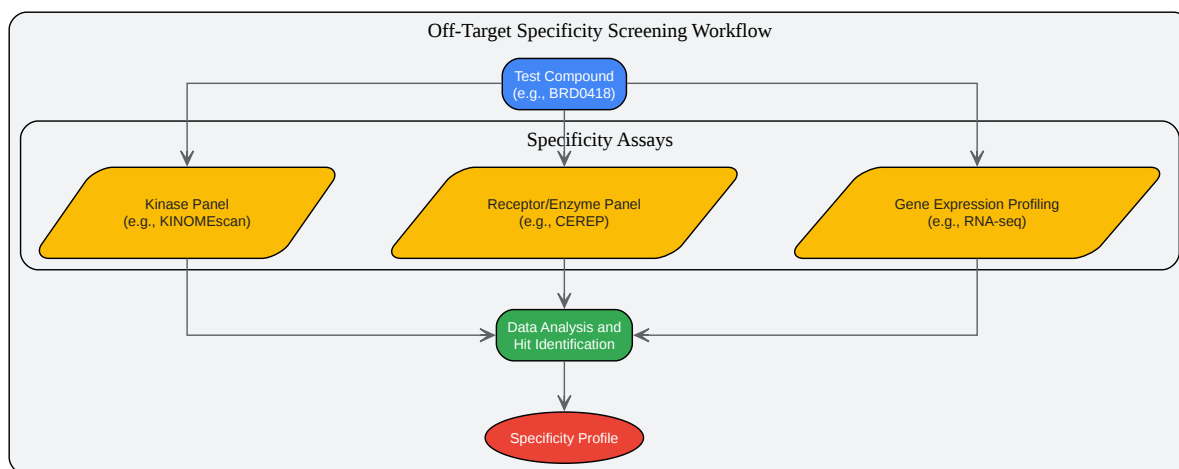 Off-Target Specificity Screening Workflow
Test Compound
(e.g., BRD0418)
Specificity Assays
Kinase Panel
(e.g., KINOMEscan)
Receptor/Enzyme Panel
(e.g., CEREP)
Gene Expression Profiling
(e.g., RNA-seq)
Data Analysis and
Hit Identification
Specificity Profile